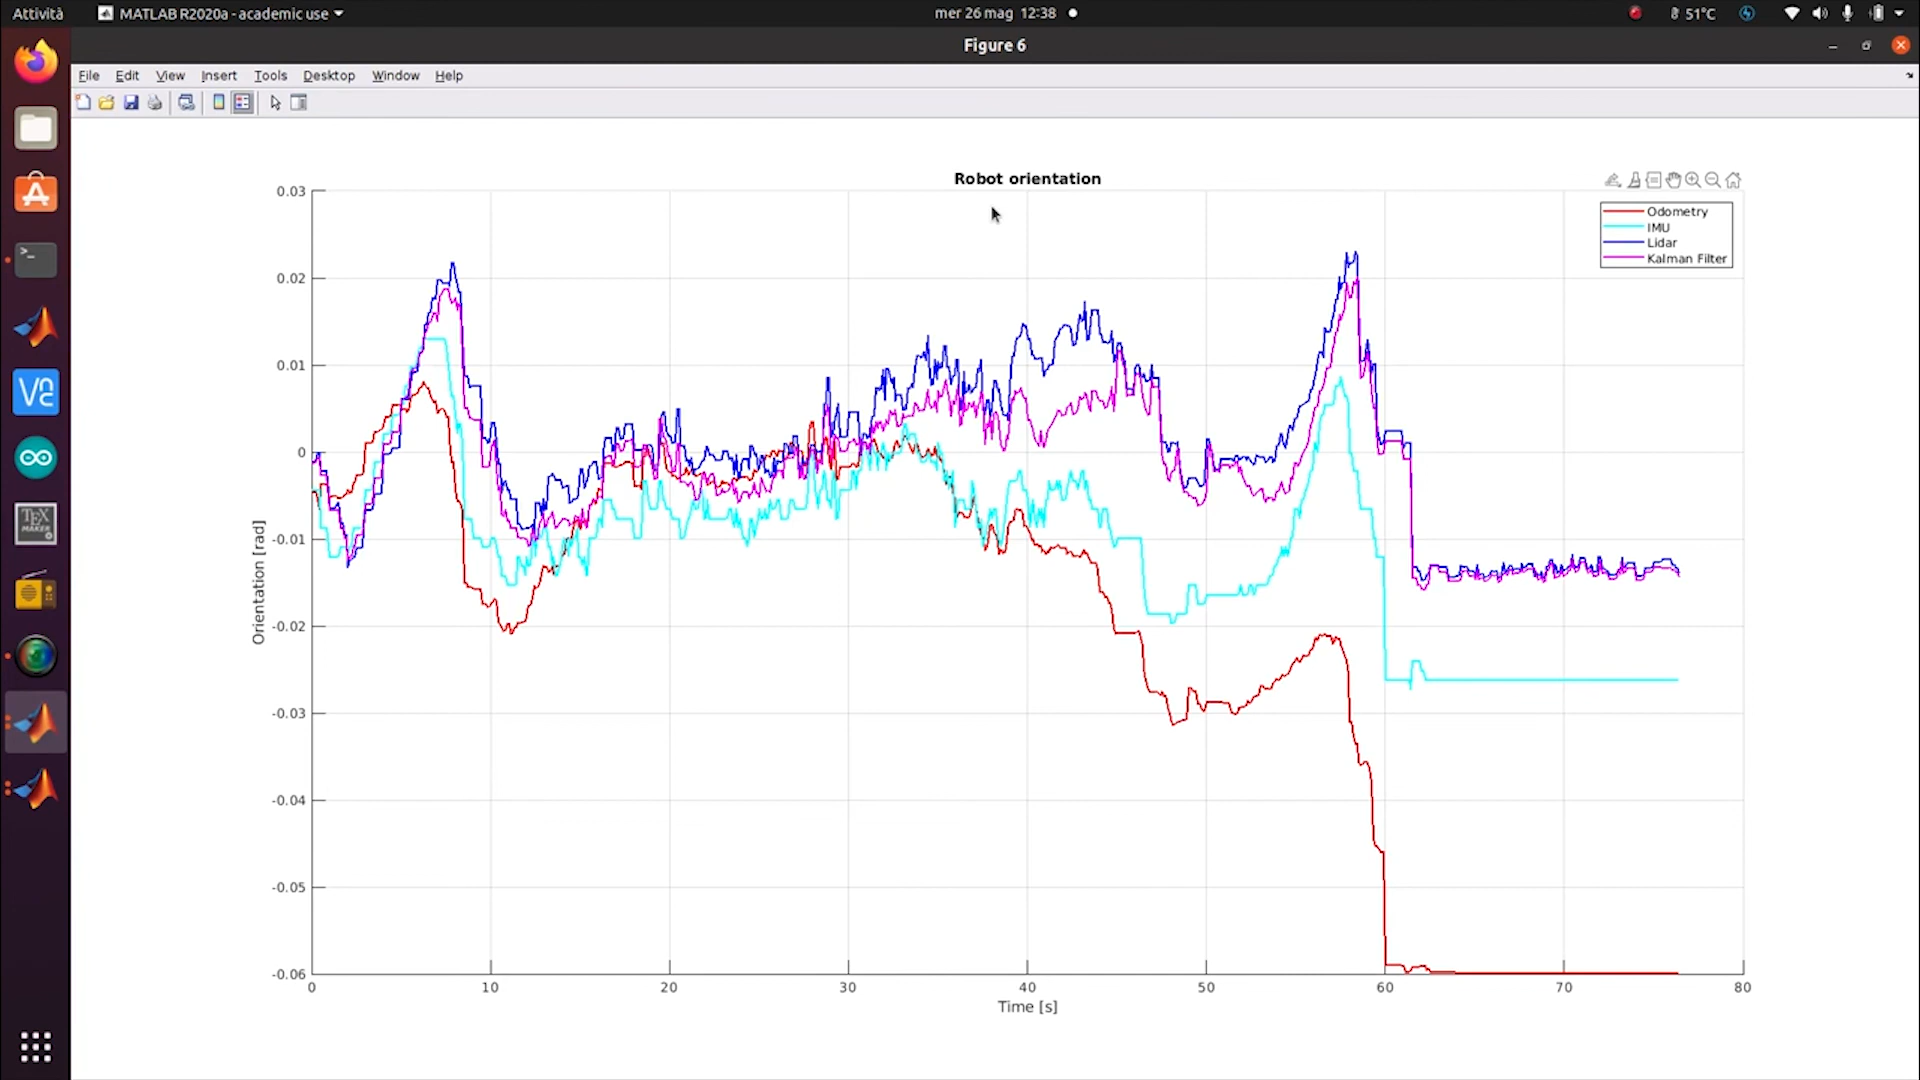 Attività
MATLAB R2020a - academic use
mer 26 mag 12:38
51°C
Figure 6
File Edit View Insert Tools Desktop Window Help
Robot orientation
Odometry
IMU
Lidar
Kalman Filter
0.03
0.02
0.01
0
-0.01
-0.02
-0.03
-0.04
-0.05
-0.06
Orientation [rad]
0 10 20 30 40 50 60 70 80
Time [s]
TEX
MAKER